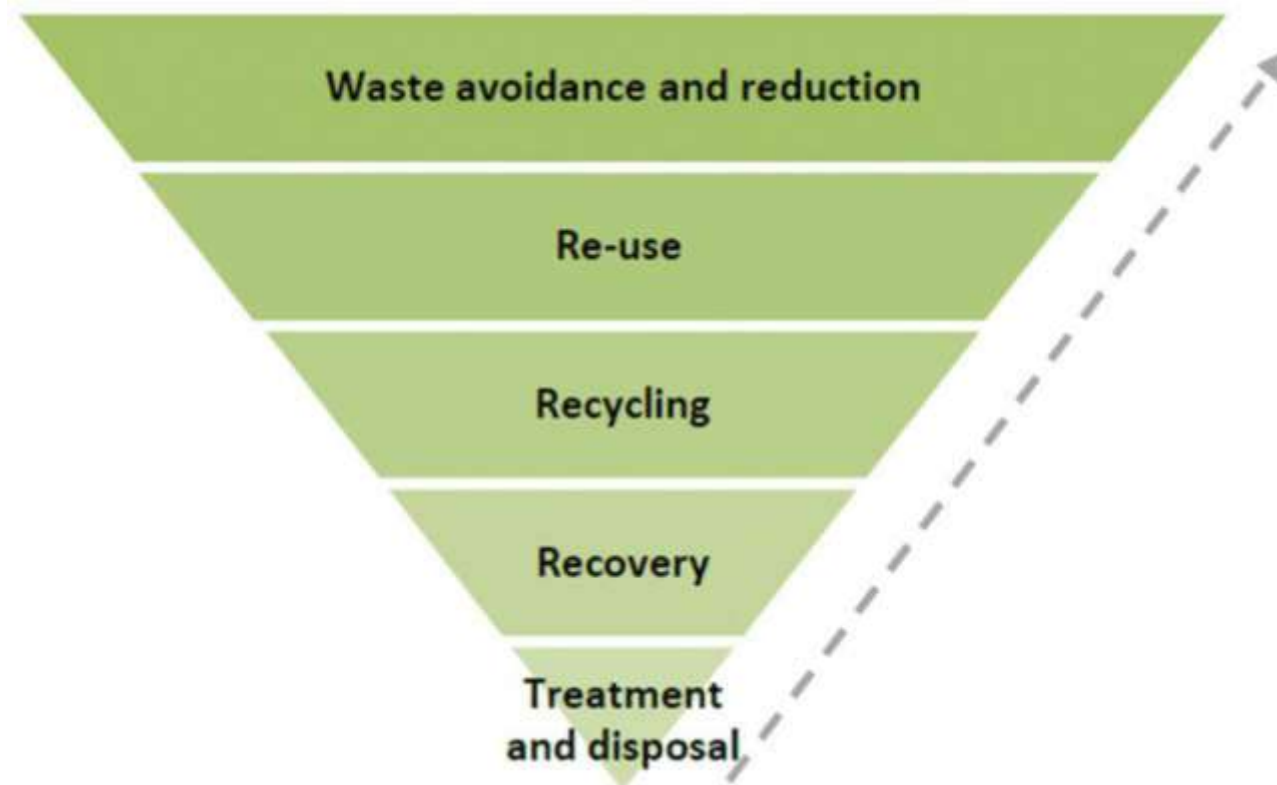 Waste avoidance and reduction
Re-use
Recycling
Recovery
Treatment
and disposal